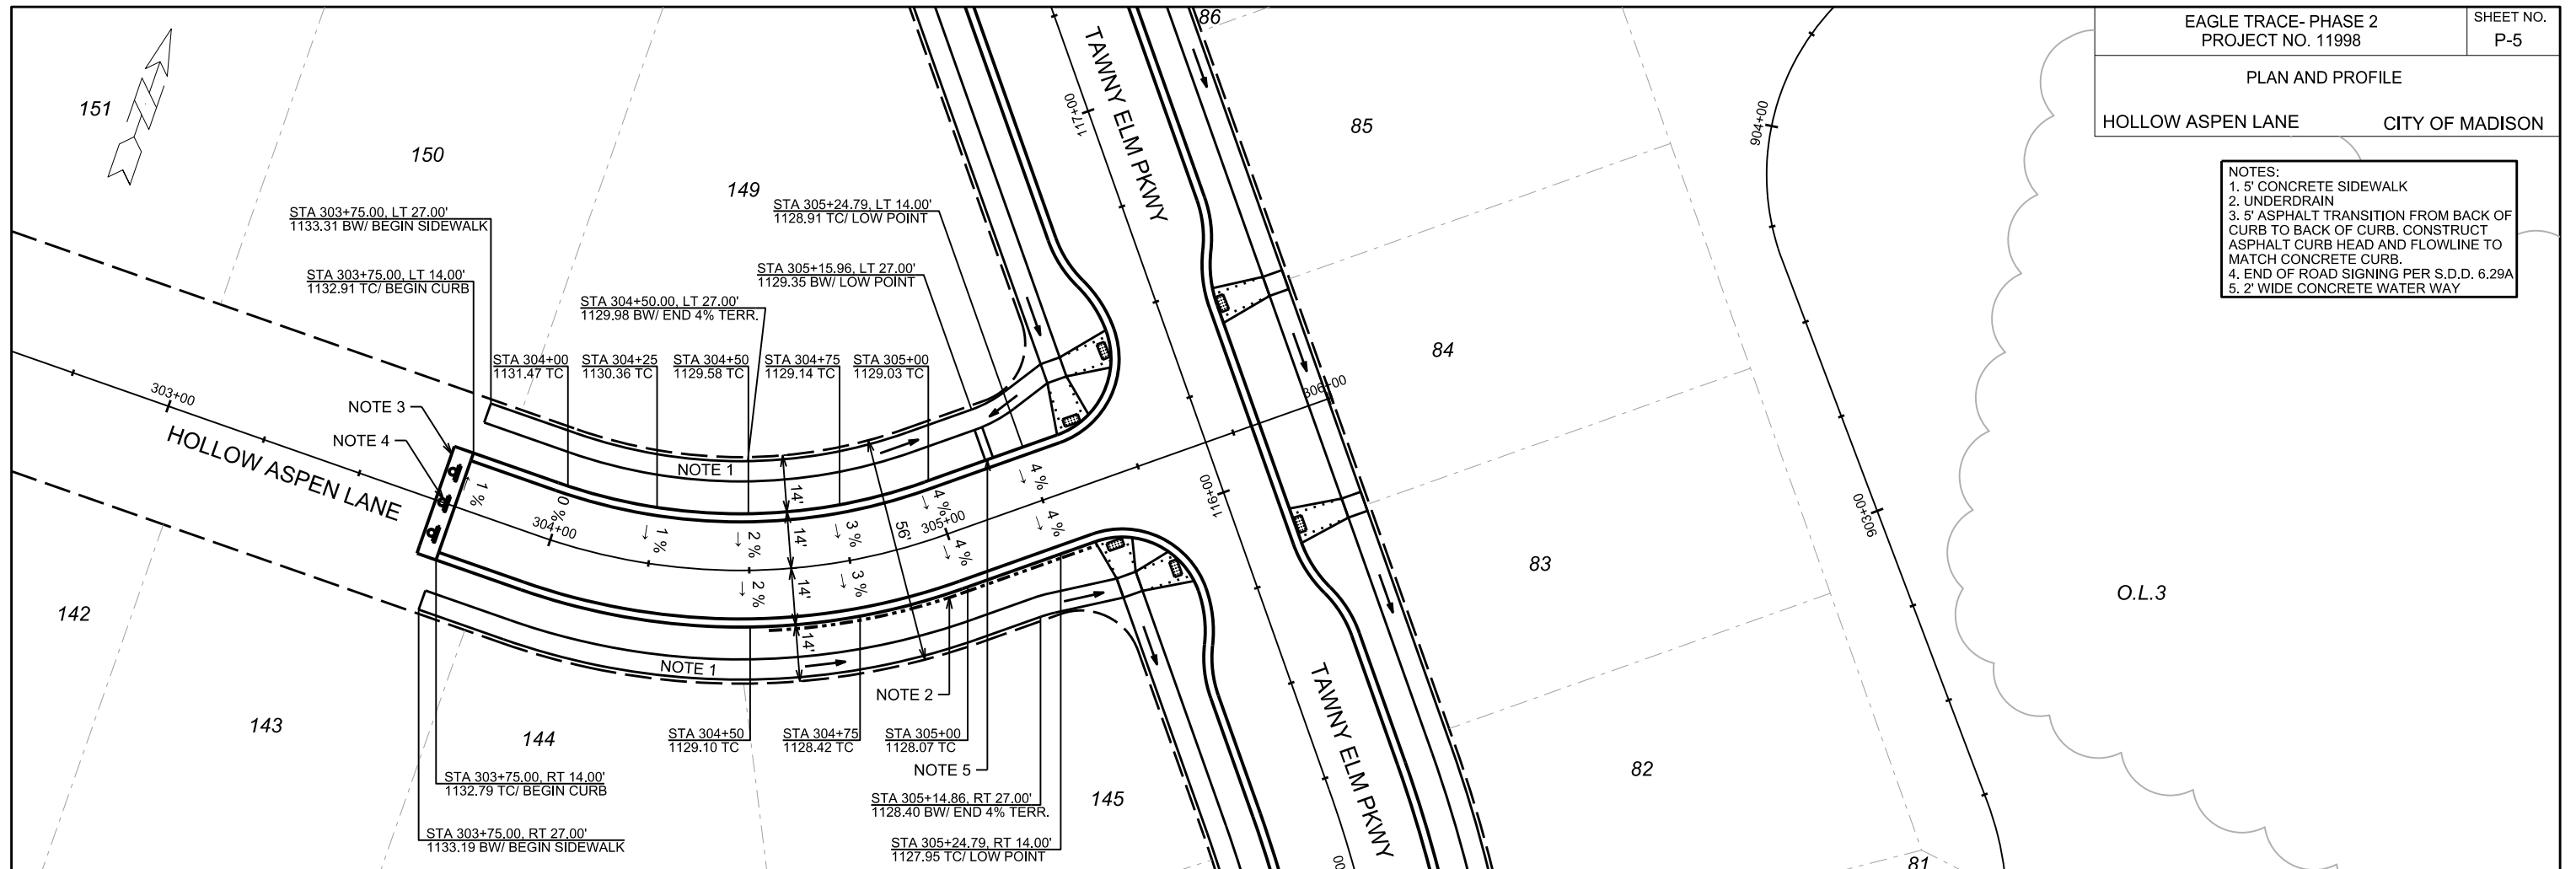 EAGLE TRACE- PHASE 2
PROJECT NO. 11998
SHEET NO.
P-5
PLAN AND PROFILE
HOLLOW ASPEN LANE
CITY OF MADISON
NOTES:
1. 5' CONCRETE SIDEWALK
2. UNDERDRAIN
3. 5' ASPHALT TRANSITION FROM BACK OF
CURB TO BACK OF CURB. CONSTRUCT
ASPHALT CURB HEAD AND FLOWLINE TO
MATCH CONCRETE CURB.
4. END OF ROAD SIGNING PER S.D.D. 6.29A
5. 2' WIDE CONCRETE WATER WAY
151
150
149
86
85
84
83
82
81
O.L.3
142
143
144
145
TAWNY ELM PKWY
117+00
904+00
STA 303+75.00, LT 27.00'
1133.31 BW/ BEGIN SIDEWALK
STA 305+24.79, LT 14.00'
1128.91 TC/ LOW POINT
STA 303+75.00, LT 14.00'
1132.91 TC/ BEGIN CURB
STA 305+15.96, LT 27.00'
1129.35 BW/ LOW POINT
STA 304+50.00, LT 27.00'
1129.98 BW/ END 4% TERR.
STA 304+00
1131.47 TC
STA 304+25
1130.36 TC
STA 304+50
1129.58 TC
STA 304+75
1129.14 TC
STA 305+00
1129.03 TC
303+00
306+00
NOTE 3
NOTE 4
HOLLOW ASPEN LANE
NOTE 1
← 1 %
0 %
304+00
← 1 %
← 2 %
← 2 %
← 3 %
← 3 %
← 4 %
← 4 %
← 4 %
← 4 %
14'
14'
14'
14'
56'
305+00
116+00
903+00
NOTE 1
NOTE 2
NOTE 5
STA 304+50
1129.10 TC
STA 304+75
1128.42 TC
STA 305+00
1128.07 TC
STA 303+75.00, RT 14.00'
1132.79 TC/ BEGIN CURB
STA 303+75.00, RT 27.00'
1133.19 BW/ BEGIN SIDEWALK
STA 305+14.86, RT 27.00'
1128.40 BW/ END 4% TERR.
STA 305+24.79, RT 14.00'
1127.95 TC/ LOW POINT
TAWNY ELM PKWY